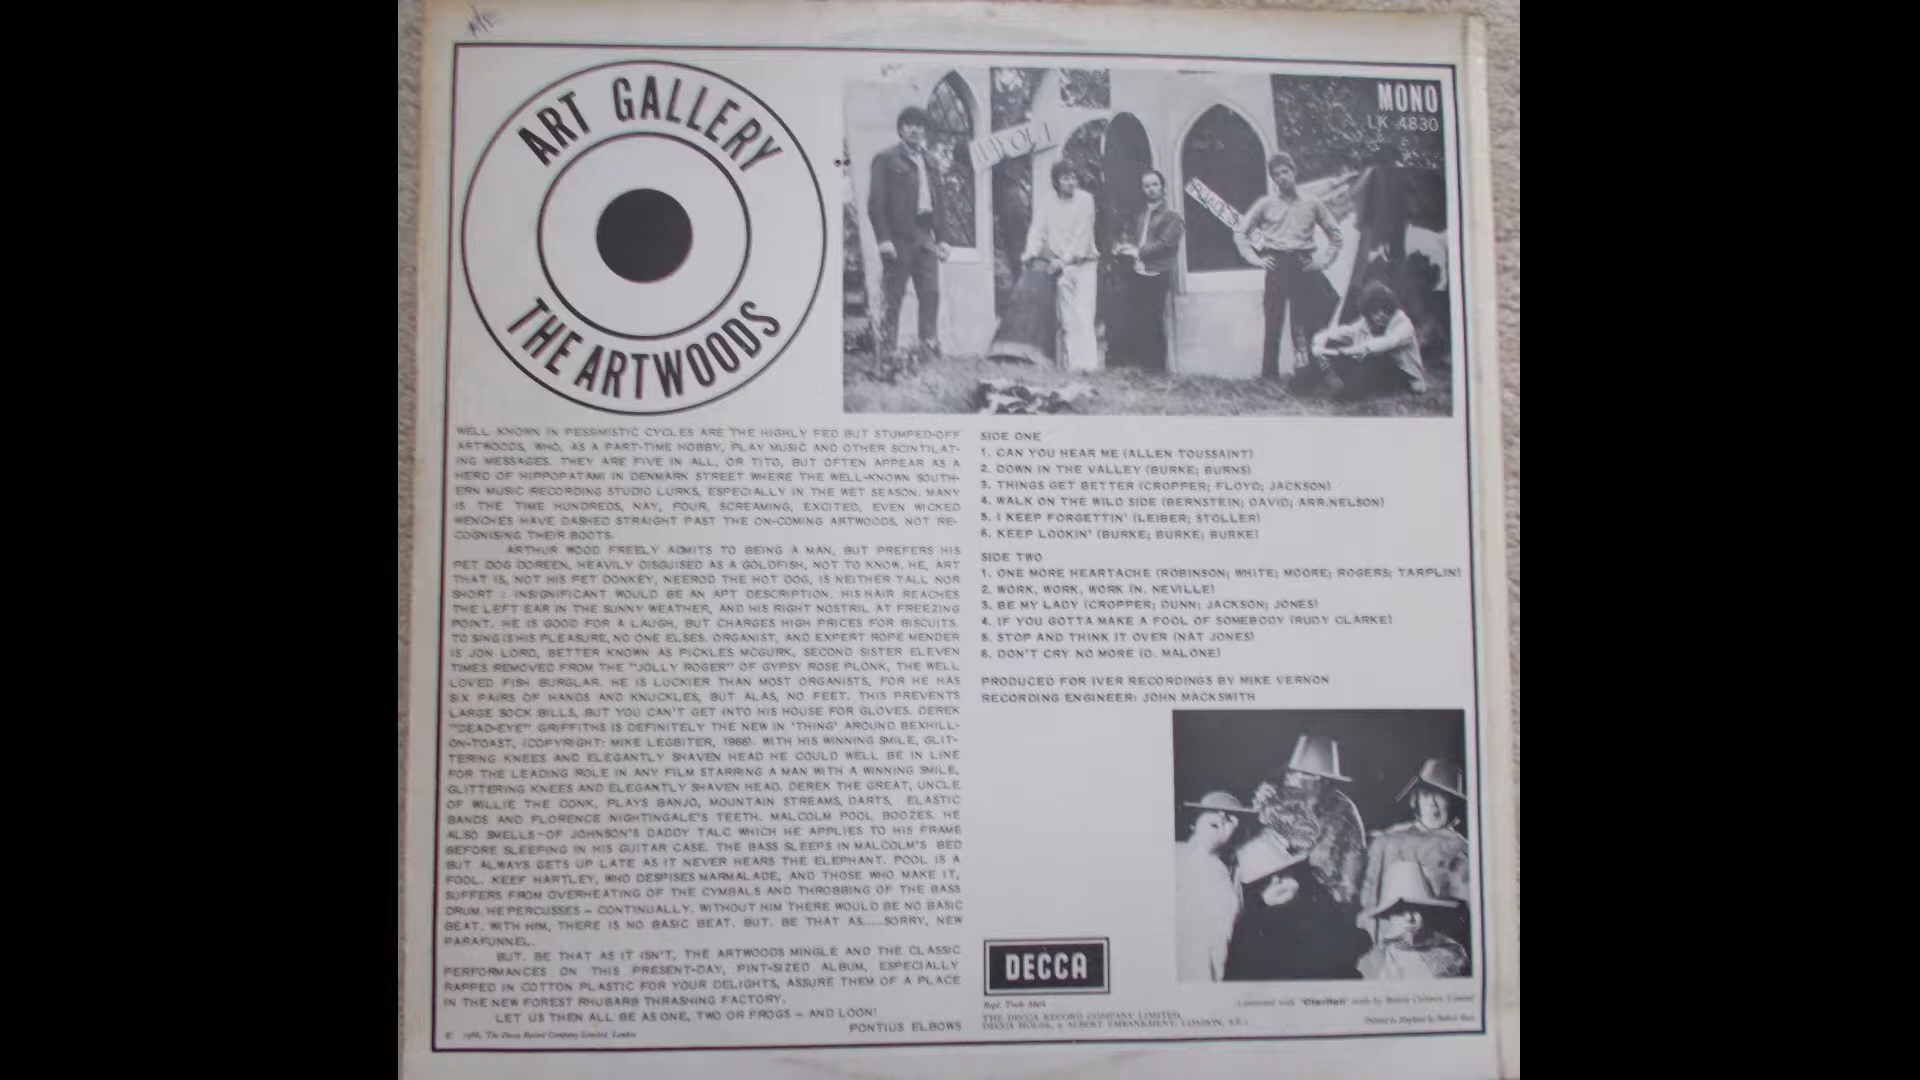 ART GALLERY
THE ARTWOODS
MONO
LK 4830
WELL KNOWN IN PESSIMISTIC CYCLES ARE THE HIGHLY FED BUT STUMPED-OFF
ARTWOODS, WHO, AS A PART-TIME HOBBY, PLAY MUSIC AND OTHER SCINTILAT-
ING MESSAGES. THEY ARE FIVE IN ALL, OR TITO, BUT OFTEN APPEAR AS A
HERD OF HIPPOPATAMI IN DENMARK STREET WHERE THE WELL-KNOWN SOUTH-
ERN MUSIC RECORDING STUDIO LURKS, ESPECIALLY IN THE WET SEASON. MANY
IS THE TIME HUNDREDS, NAY, FOUR, SCREAMING, EXCITED, EVEN WICKED
WENCHES HAVE DASHED STRAIGHT PAST THE ON-COMING ARTWOODS, NOT RE-
COGNISING THEIR BOOTS.
ARTHUR WOOD FREELY ADMITS TO BEING A MAN, BUT PREFERS HIS
PET DOG DOREEN, HEAVILY DISGUISED AS A GOLDFISH, NOT TO KNOW. HE, ART
THAT IS, NOT HIS PET DONKEY, NEEROD THE HOT DOG, IS NEITHER TALL NOR
SHORT : INSIGNIFICANT WOULD BE AN APT DESCRIPTION. HIS HAIR REACHES
THE LEFT EAR IN THE SUNNY WEATHER, AND HIS RIGHT NOSTRIL AT FREEZING
POINT. HE IS GOOD FOR A LAUGH, BUT CHARGES HIGH PRICES FOR BISCUITS.
TO SING IS HIS PLEASURE, NO ONE ELSES. ORGANIST, AND EXPERT ROPE MENDER
IS JON LORD, BETTER KNOWN AS PICKLES MCGURK, SECOND SISTER ELEVEN
TIMES REMOVED FROM THE "JOLLY ROGER" OF GYPSY ROSE PLONK, THE WELL
LOVED FISH BURGLAR. HE IS LUCKIER THAN MOST ORGANISTS, FOR HE HAS
SIX PAIRS OF HANDS AND KNUCKLES, BUT ALAS, NO FEET. THIS PREVENTS
LARGE SOCK BILLS, BUT YOU CAN'T GET INTO HIS HOUSE FOR GLOVES. DEREK
"DEAD-EYE" GRIFFITHS IS DEFINITELY THE NEW IN 'THING' AROUND BEXHILL-
ON-TOAST, (COPYRIGHT: MIKE LEGBITER, 1966). WITH HIS WINNING SMILE, GLIT-
TERING KNEES AND ELEGANTLY SHAVEN HEAD HE COULD WELL BE IN LINE
FOR THE LEADING ROLE IN ANY FILM STARRING A MAN WITH A WINNING SMILE,
GLITTERING KNEES AND ELEGANTLY SHAVEN HEAD. DEREK THE GREAT, UNCLE
OF WILLIE THE CONK, PLAYS BANJO, MOUNTAIN STREAMS, DARTS, ELASTIC
BANDS AND FLORENCE NIGHTINGALE'S TEETH. MALCOLM POOL BOOZES. HE
ALSO SMELLS-OF JOHNSON'S DADDY TALC WHICH HE APPLIES TO HIS FRAME
BEFORE SLEEPING IN HIS GUITAR CASE. THE BASS SLEEPS IN MALCOLM'S BED
BUT ALWAYS GETS UP LATE AS IT NEVER HEARS THE ELEPHANT. POOL IS A
FOOL. KEEF HARTLEY, WHO DESPISES MARMALADE, AND THOSE WHO MAKE IT,
SUFFERS FROM OVERHEATING OF THE CYMBALS AND THROBBING OF THE BASS
DRUM. HE PERCUSSES – CONTINUALLY. WITHOUT HIM THERE WOULD BE NO BASIC
BEAT. WITH HIM, THERE IS NO BASIC BEAT. BUT. BE THAT AS.....SORRY, NEW
PARAFUNNEL.
BUT. BE THAT AS IT ISN'T, THE ARTWOODS MINGLE AND THE CLASSIC
PERFORMANCES ON THIS PRESENT-DAY, PINT-SIZED ALBUM, ESPECIALLY
RAPPED IN COTTON PLASTIC FOR YOUR DELIGHTS, ASSURE THEM OF A PLACE
IN THE NEW FOREST RHUBARB THRASHING FACTORY.
LET US THEN ALL BE AS ONE, TWO OR FROGS – AND LOON!
PONTIUS ELBOWS
1966, The Decca Record Company Limited, London
SIDE ONE
1. CAN YOU HEAR ME (ALLEN TOUSSAINT)
2. DOWN IN THE VALLEY (BURKE; BURNS)
3. THINGS GET BETTER (CROPPER; FLOYD; JACKSON)
4. WALK ON THE WILD SIDE (BERNSTEIN; DAVID; ARR.NELSON)
5. I KEEP FORGETTIN' (LEIBER; STOLLER)
6. KEEP LOOKIN' (BURKE; BURKE; BURKE)
SIDE TWO
1. ONE MORE HEARTACHE (ROBINSON; WHITE; MOORE; ROGERS; TARPLIN)
2. WORK, WORK, WORK (N. NEVILLE)
3. BE MY LADY (CROPPER; DUNN; JACKSON; JONES)
4. IF YOU GOTTA MAKE A FOOL OF SOMEBODY (RUDY CLARKE)
5. STOP AND THINK IT OVER (NAT JONES)
6. DON'T CRY NO MORE (D. MALONE)
PRODUCED FOR IVER RECORDINGS BY MIKE VERNON
RECORDING ENGINEER: JOHN MACKSWITH
DECCA
Regd. Trade Mark
THE DECCA RECORD COMPANY LIMITED,
DECCA HOUSE, 9 ALBERT EMBANKMENT, LONDON, S.E.1
Laminated with 'Clarifoil' made by British Celanese Limited